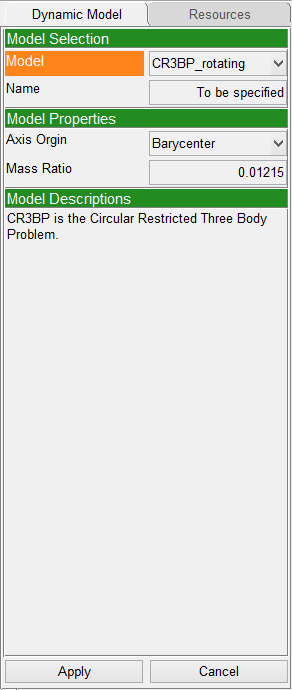 Dynamic Model Resources
Model Selection
Model CR3BP_rotating
Name To be specified
Model Properties
Axis Orgin Barycenter
Mass Ratio 0.01215
Model Descriptions
CR3BP is the Circular Restricted Three Body
Problem.
Apply Cancel